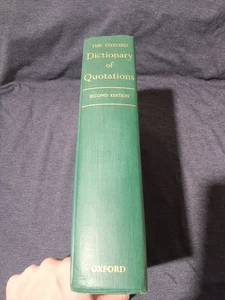 THE OXFORD
Dictionary
of
Quotations
SECOND EDITION
OXFORD